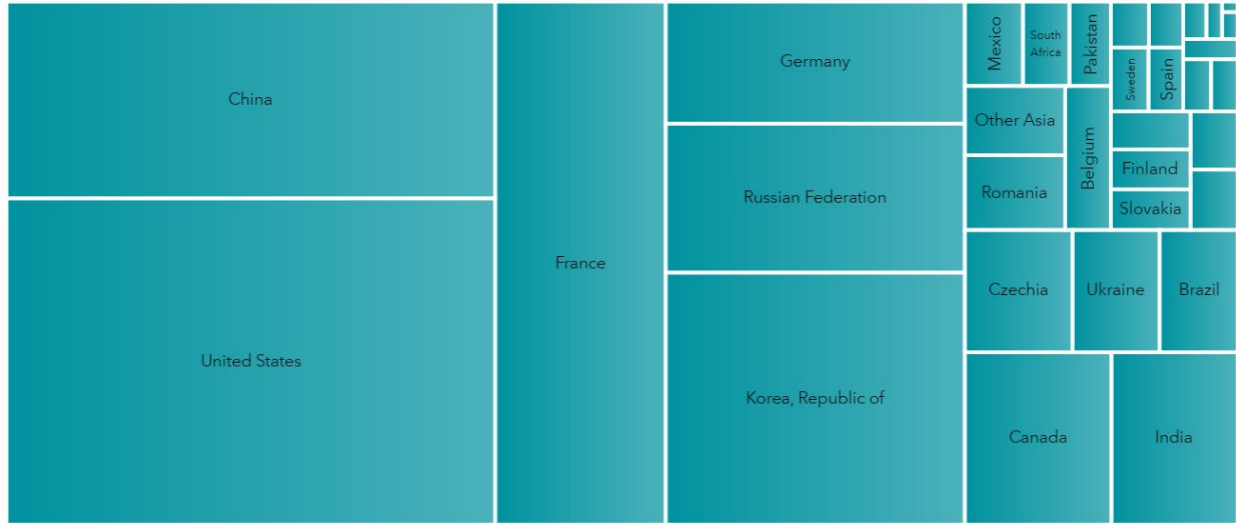 China
United States
France
Germany
Russian Federation
Korea, Republic of
Mexico
South
Africa
Pakistan
Other Asia
Romania
Belgium
Sweden
Spain
Finland
Slovakia
Czechia
Ukraine
Brazil
Canada
India